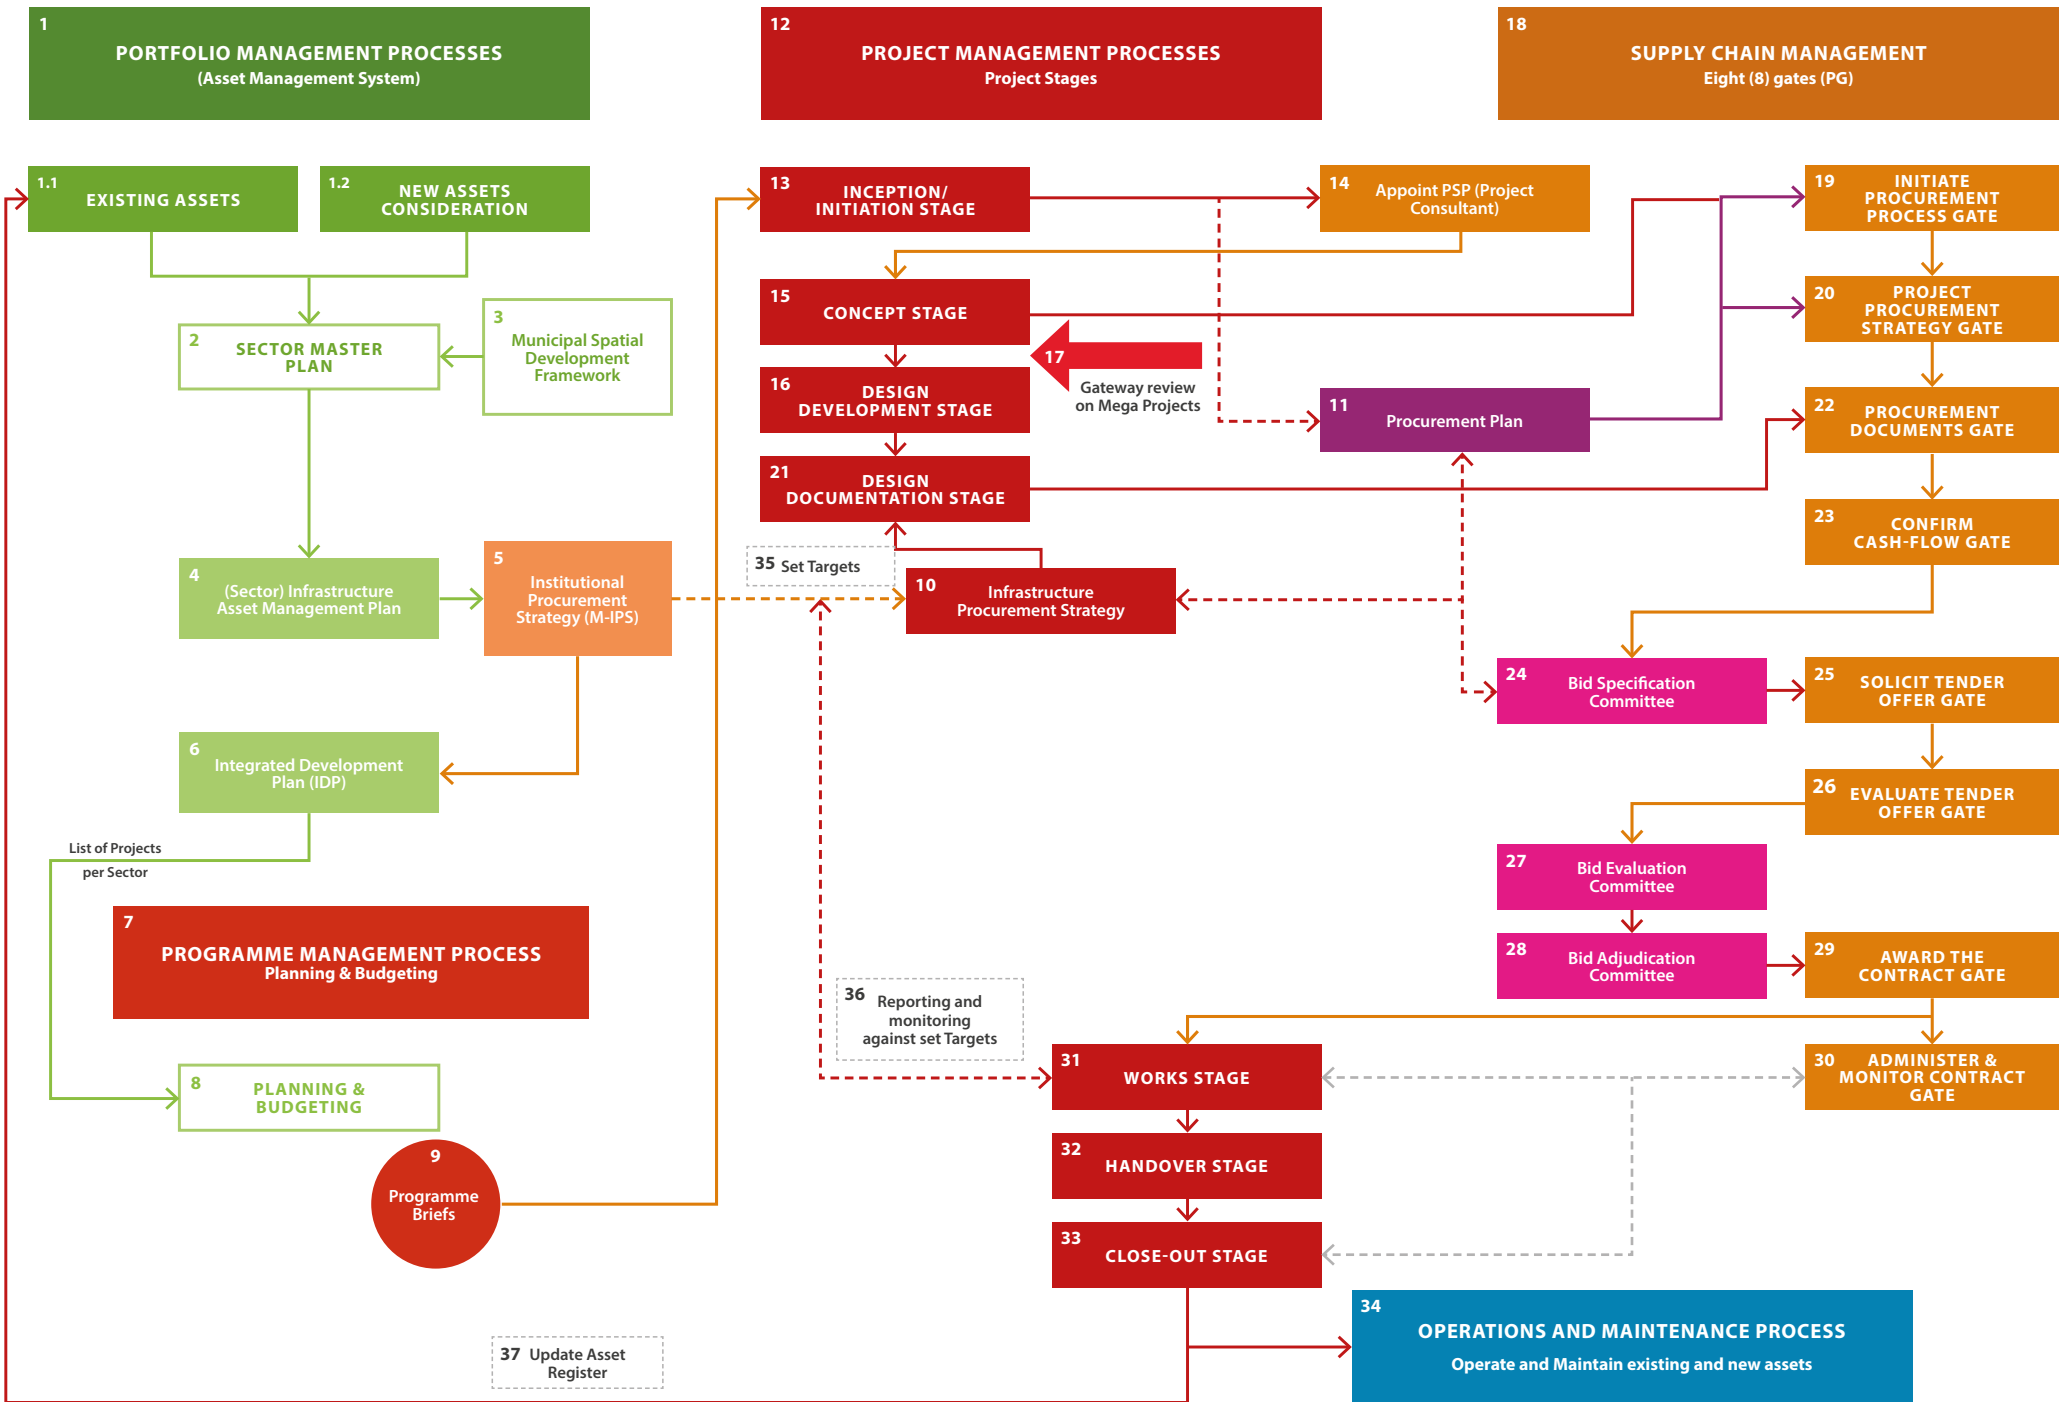 1
PORTFOLIO MANAGEMENT PROCESSES
(Asset Management System)
12
PROJECT MANAGEMENT PROCESSES
Project Stages
18
SUPPLY CHAIN MANAGEMENT
Eight (8) gates (PG)
1.1
EXISTING ASSETS
1.2
NEW ASSETS
CONSIDERATION
2
SECTOR MASTER
PLAN
3
Municipal Spatial
Development
Framework
4
(Sector) Infrastructure
Asset Management Plan
5
Institutional
Procurement
Strategy (M-IPS)
6
Integrated Development
Plan (IDP)
List of Projects
per Sector
7
PROGRAMME MANAGEMENT PROCESS
Planning & Budgeting
8
PLANNING &
BUDGETING
9
Programme
Briefs
13
INCEPTION/
INITIATION STAGE
14
Appoint PSP (Project
Consultant)
15
CONCEPT STAGE
17
Gateway review
on Mega Projects
16
DESIGN
DEVELOPMENT STAGE
11
Procurement Plan
21
DESIGN
DOCUMENTATION STAGE
35 Set Targets
10
Infrastructure
Procurement Strategy
19
INITIATE
PROCUREMENT
PROCESS GATE
20
PROJECT
PROCUREMENT
STRATEGY GATE
22
PROCUREMENT
DOCUMENTS GATE
23
CONFIRM
CASH-FLOW GATE
24
Bid Specification
Committee
25
SOLICIT TENDER
OFFER GATE
26
EVALUATE TENDER
OFFER GATE
27
Bid Evaluation
Committee
28
Bid Adjudication
Committee
29
AWARD THE
CONTRACT GATE
36 Reporting and
monitoring
against set Targets
31
WORKS STAGE
30
ADMINISTER &
MONITOR CONTRACT
GATE
32
HANDOVER STAGE
33
CLOSE-OUT STAGE
34
OPERATIONS AND MAINTENANCE PROCESS
Operate and Maintain existing and new assets
37 Update Asset
Register